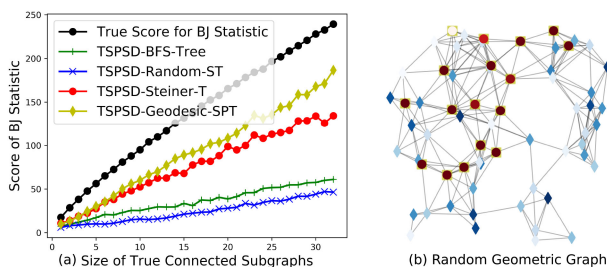 250
200
150
100
50
0
Score of BJ Statistic
True Score for BJ Statistic
TSPSD-BFS-Tree
TSPSD-Random-ST
TSPSD-Steiner-T
TSPSD-Geodesic-SPT
0 5 10 15 20 25 30
(a) Size of True Connected Subgraphs
(b) Random Geometric Graph